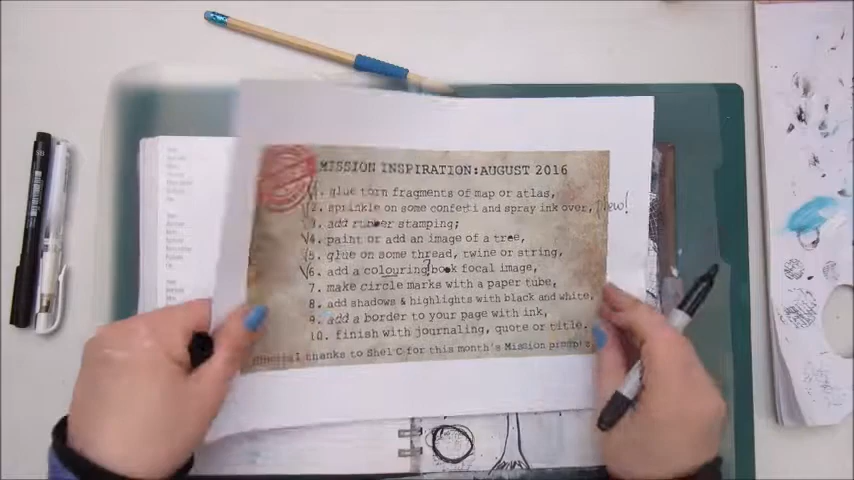 MISSION INSPIRATION:AUGUST 2016
1. glue torn fragments of map or atlas,
2. sprinkle on some confetti and spray ink over, Phew!
3. add rubber stamping;
4. paint or add an image of a tree,
5. glue on some thread, twine or string,
6. add a colouring book focal image,
7. make circle marks with a paper tube,
8. add shadows & highlights with black and white,
9. add a border to your page with ink,
10. finish with journaling, quote or title.
special thanks to Shel C for this month's Mission prompts